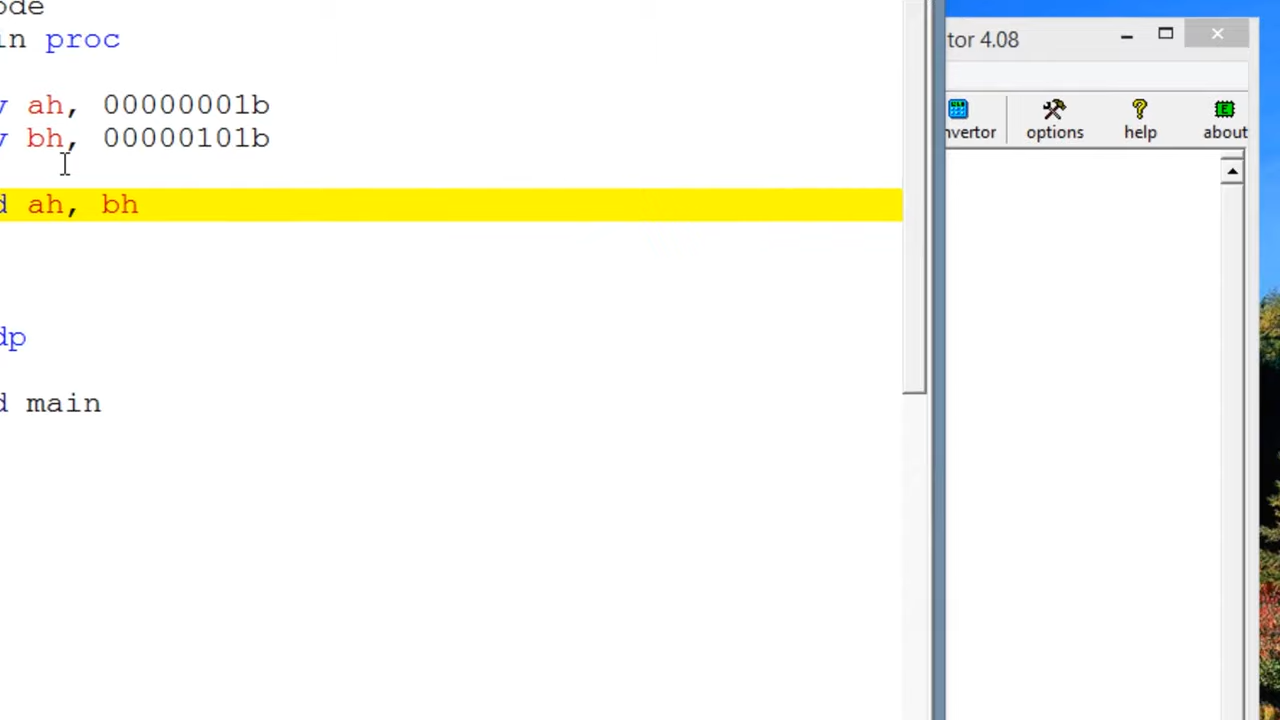 ode
in proc
v ah, 00000001b
v bh, 00000101b
d ah, bh
dp
d main
tor 4.08
nvertor options help about